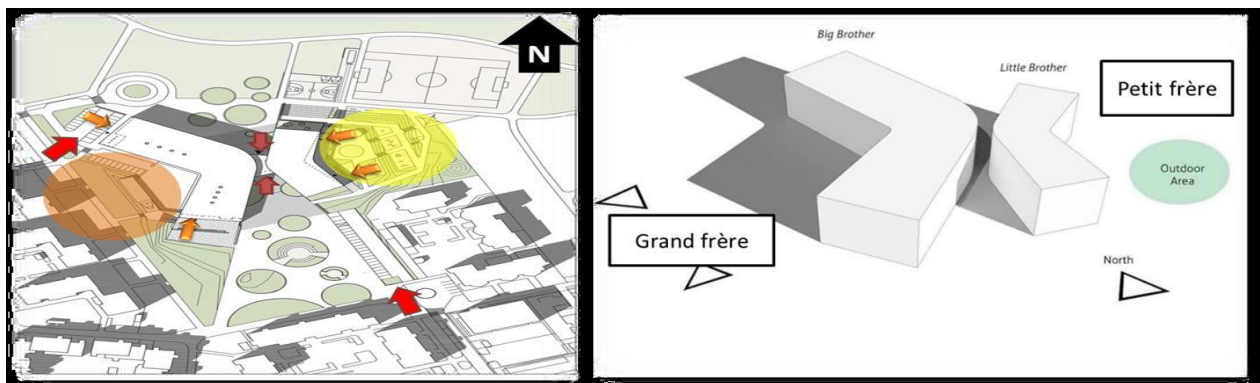 N
Big Brother
Little Brother
Petit frère
Outdoor
Area
Grand frère
North